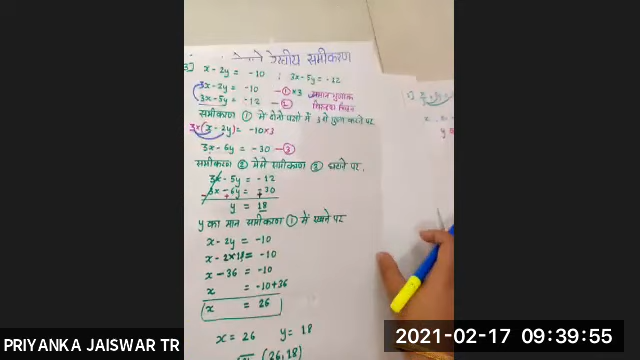 रेखीय समीकरण
3) x - 2y = -10 ; 3x - 5y = -12
3x - 2y = -10 — ① ×3 समान गुणांक
3x - 5y = -12 — ②
समीकरण ① में दोनो पक्षो में 3 से गुणा करने पर
3×(x - 2y) = -10×3
3x - 6y = -30 — ③
समीकरण ② में से समीकरण ③ घटाने पर.
3x - 5y = -12
3x - 6y = -30
- + +
y = 18
y का मान समीकरण ① में रखने पर
x - 2y = -10
x - 2×18 = -10
x - 36 = -10
x = -10+36
x = 26
x = 26 y = 18
(26,18)
PRIYANKA JAISWAR TR
2021-02-17 09:39:55